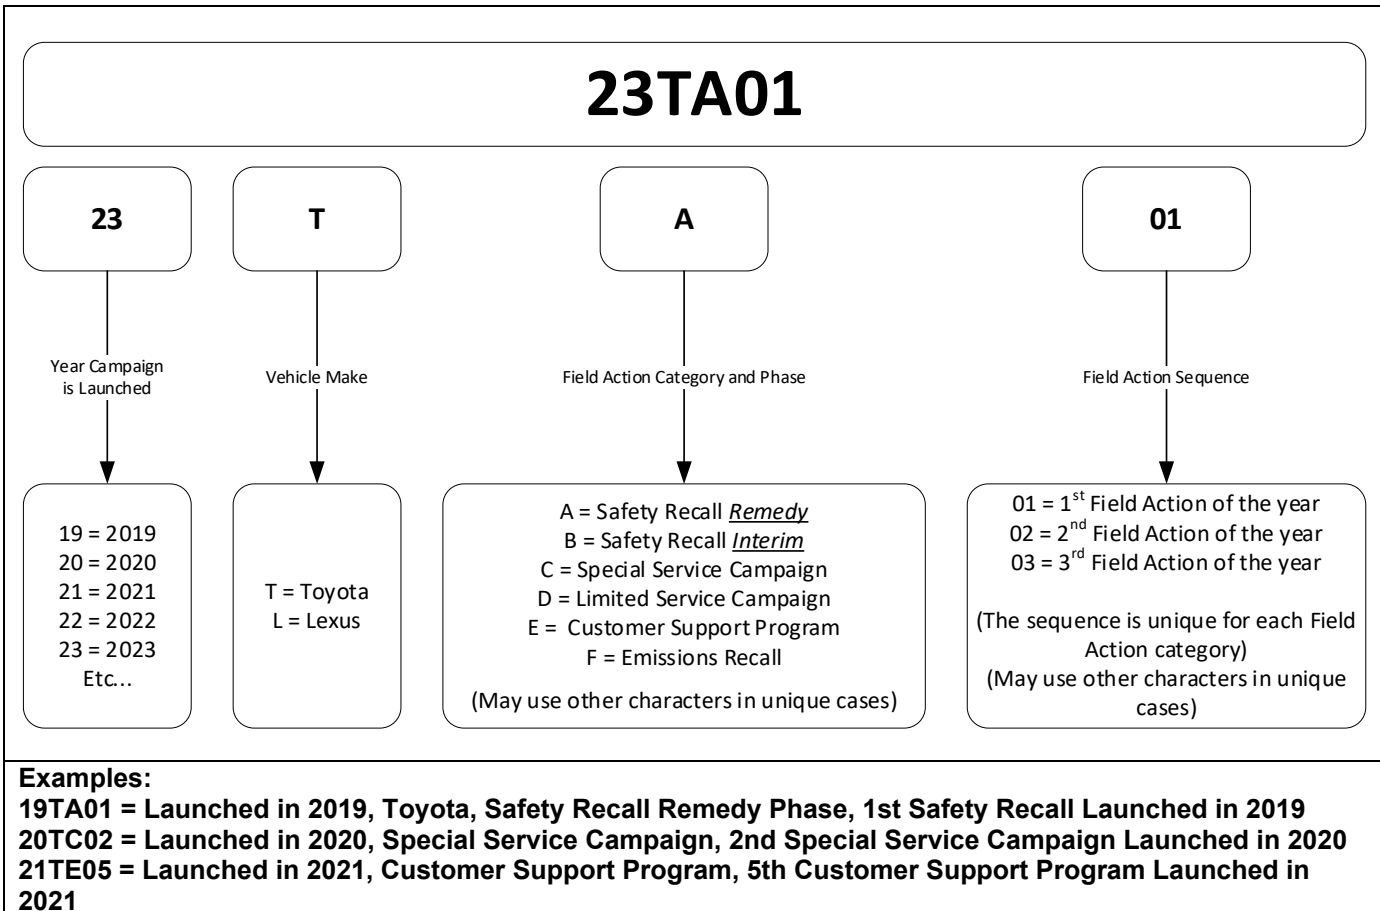 23TA01
23
T
A
01
Year Campaign
is Launched
Vehicle Make
Field Action Category and Phase
Field Action Sequence
19 = 2019
20 = 2020
21 = 2021
22 = 2022
23 = 2023
Etc...
T = Toyota
L = Lexus
A = Safety Recall Remedy
B = Safety Recall Interim
C = Special Service Campaign
D = Limited Service Campaign
E = Customer Support Program
F = Emissions Recall
(May use other characters in unique cases)
01 = 1st Field Action of the year
02 = 2nd Field Action of the year
03 = 3rd Field Action of the year
(The sequence is unique for each Field
Action category)
(May use other characters in unique
cases)
Examples:
19TA01 = Launched in 2019, Toyota, Safety Recall Remedy Phase, 1st Safety Recall Launched in 2019
20TC02 = Launched in 2020, Special Service Campaign, 2nd Special Service Campaign Launched in 2020
21TE05 = Launched in 2021, Customer Support Program, 5th Customer Support Program Launched in
2021